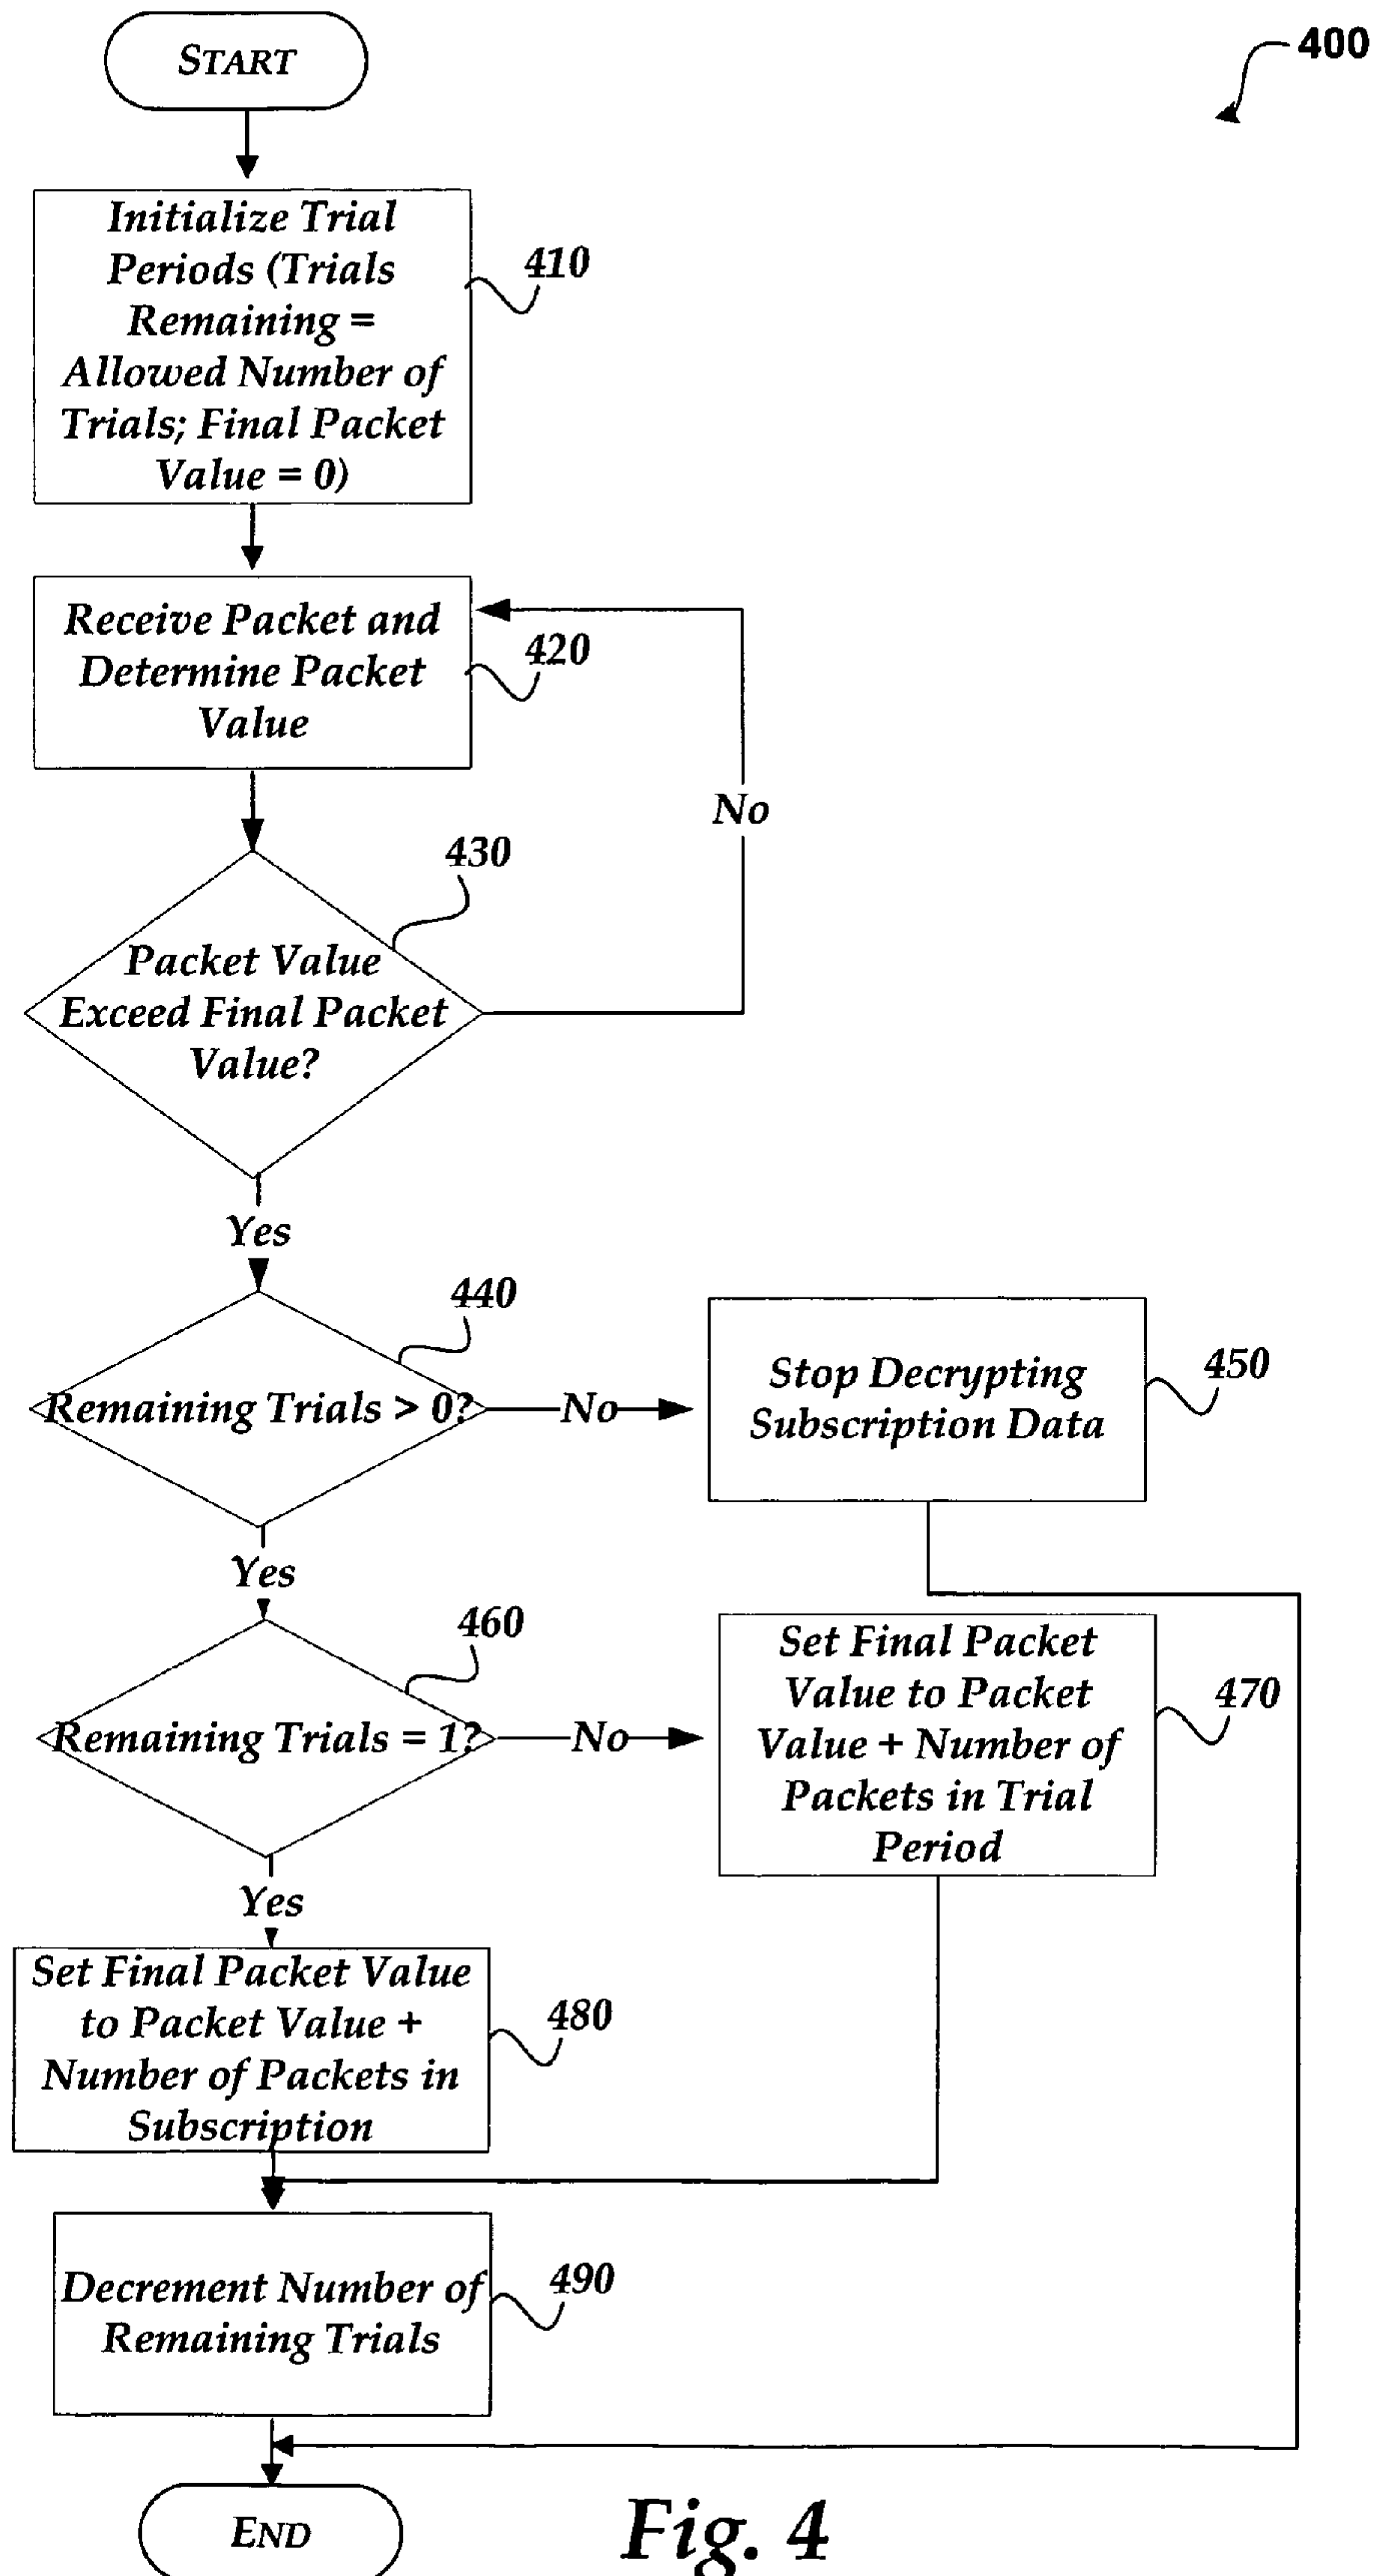 START
400
Initialize Trial
Periods (Trials
Remaining =
Allowed Number of
Trials; Final Packet
Value = 0)
410
Receive Packet and
Determine Packet
Value
420
No
430
Packet Value
Exceed Final Packet
Value?
Yes
440
Remaining Trials > 0?
No
Stop Decrypting
Subscription Data
450
Yes
460
Remaining Trials = 1?
No
Set Final Packet
Value to Packet
Value + Number of
Packets in Trial
Period
470
Yes
Set Final Packet Value
to Packet Value +
Number of Packets in
Subscription
480
Decrement Number of
Remaining Trials
490
END
Fig. 4